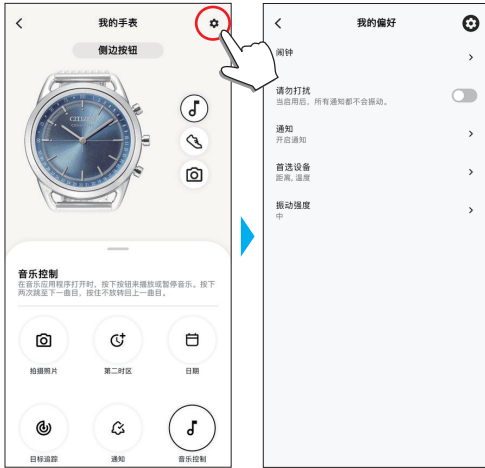 我的手表
侧边按钮
CITIZEN
音乐控制
在音乐应用程序打开时，按下按钮来播放或暂停音乐。按下
两次跳至下一曲目，按住不放转回上一曲目。
拍摄照片
第二时区
日期
目标追踪
通知
音乐控制
我的偏好
闹钟
请勿打扰
当启用后，所有通知都不会振动。
通知
开启通知
首选设备
距离, 温度
振动强度
中